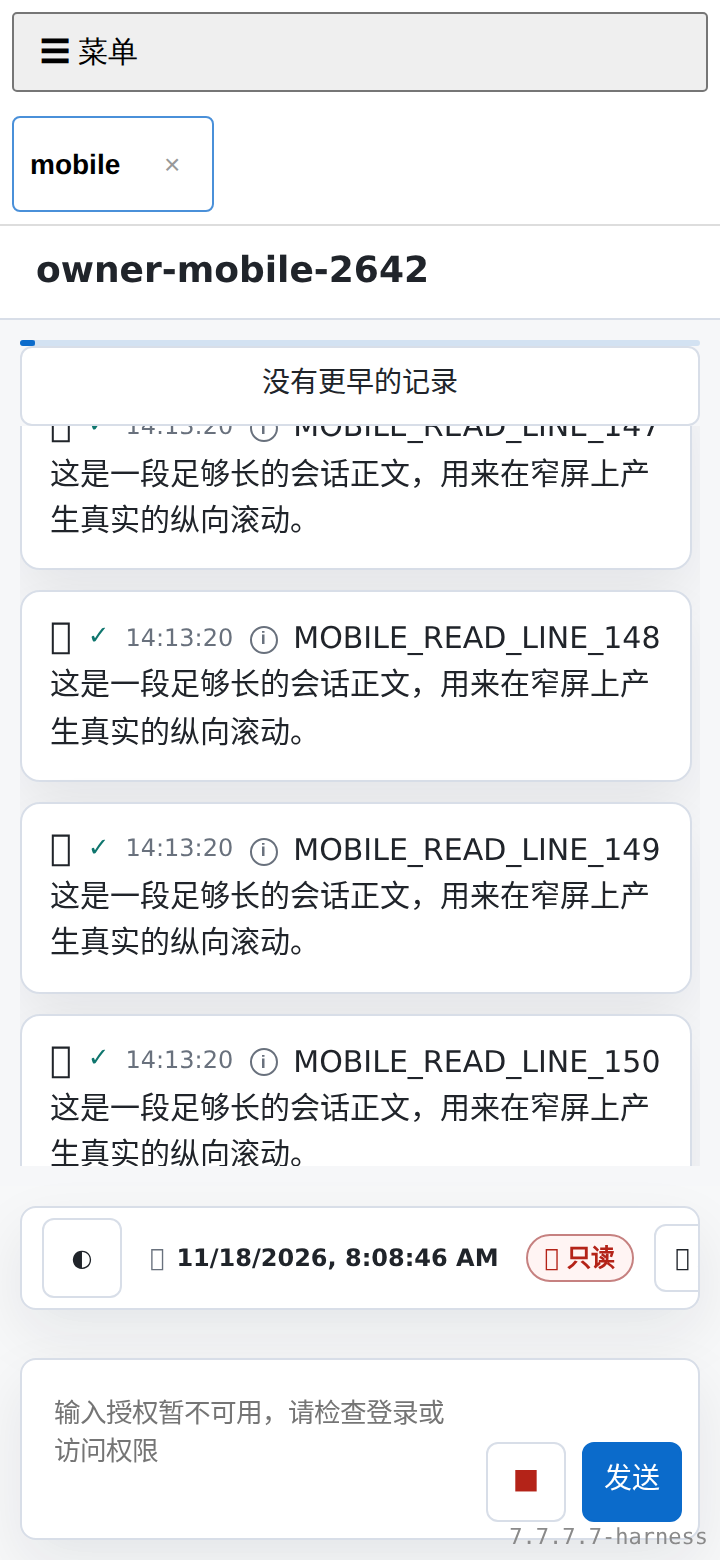 ☰ 菜单
mobile ×
owner-mobile-2642
没有更早的记录
✓ 14:13:20 i MOBILE_READ_LINE_147
这是一段足够长的会话正文，用来在窄屏上产
生真实的纵向滚动。
✓ 14:13:20 i MOBILE_READ_LINE_148
这是一段足够长的会话正文，用来在窄屏上产
生真实的纵向滚动。
✓ 14:13:20 i MOBILE_READ_LINE_149
这是一段足够长的会话正文，用来在窄屏上产
生真实的纵向滚动。
✓ 14:13:20 i MOBILE_READ_LINE_150
这是一段足够长的会话正文，用来在窄屏上产
生真实的纵向滚动。
11/18/2026, 8:08:46 AM 只读
输入授权暂不可用，请检查登录或
访问权限
发送
7.7.7.7-harness